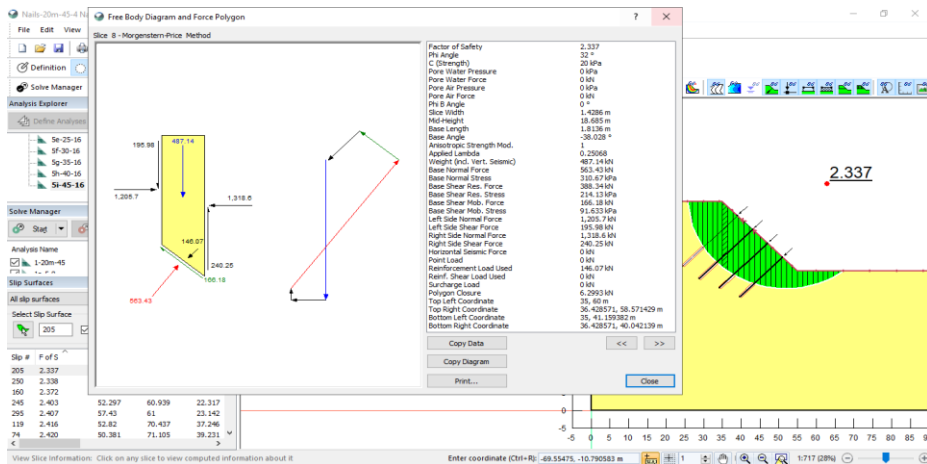 Nails-20m-45-4
File Edit View
Definition
Solve Manager
Analysis Explorer
Define Analyses
5e-25-16
5f-30-16
5g-35-16
5h-40-16
5i-45-16
Solve Manager
Start
Analysis Name
1-20m-45
Slip Surfaces
All slip surfaces
Select Slip Surface
205
Slip # F of S
205 2.337
250 2.338
160 2.372
245 2.403 52.297 60.939 22.317
295 2.407 57.43 61 23.142
119 2.416 52.82 70.437 37.246
74 2.420 50.381 71.105 39.231
Free Body Diagram and Force Polygon
Slice 8 - Morgenstern-Price Method
487.14
195.98
1,205.7
1,318.6
146.07
240.25
166.18
563.43
Factor of Safety 2.337
Phi Angle 32 °
C (Strength) 20 kPa
Pore Water Pressure 0 kPa
Pore Water Force 0 kN
Pore Air Pressure 0 kPa
Pore Air Force 0 kN
Phi B Angle 0 °
Slice Width 1.4286 m
Mid-Height 18.685 m
Base Length 1.8136 m
Base Angle -38.028 °
Anisotropic Strength Mod. 1
Applied Lambda 0.25068
Weight (incl. Vert. Seismic) 487.14 kN
Base Normal Force 563.43 kN
Base Normal Stress 310.67 kPa
Base Shear Res. Force 388.34 kN
Base Shear Res. Stress 214.13 kPa
Base Shear Mob. Force 166.18 kN
Base Shear Mob. Stress 91.633 kPa
Left Side Normal Force 1,205.7 kN
Left Side Shear Force 195.98 kN
Right Side Normal Force 1,318.6 kN
Right Side Shear Force 240.25 kN
Horizontal Seismic Force 0 kN
Point Load 0 kN
Reinforcement Load Used 146.07 kN
Reinf. Shear Load Used 0 kN
Surcharge Load 0 kN
Polygon Closure 6.2993 kN
Top Left Coordinate 35, 60 m
Top Right Coordinate 36.428571, 58.571429 m
Bottom Left Coordinate 35, 41.159382 m
Bottom Right Coordinate 36.428571, 40.042139 m
Copy Data << >>
Copy Diagram
Print... Close
2.337
0
-5
-5 0 5 10 15 20 25 30 35 40 45 50 55 60 65 70 75 80 85
View Slice Information: Click on any slice to view computed information about it
Enter coordinate (Ctrl+R): -69.55475, -10.790583 m
1
1:717 (28%)